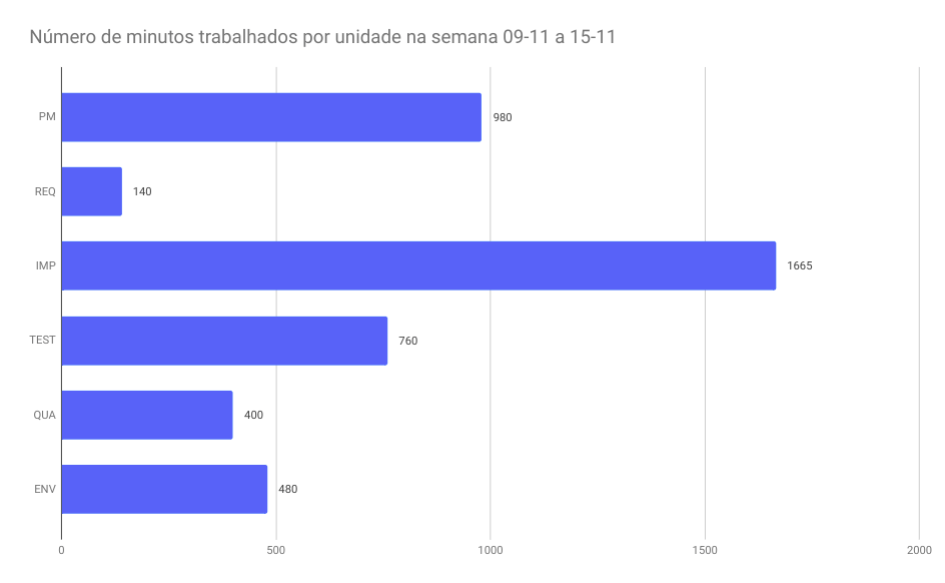 Número de minutos trabalhados por unidade na semana 09-11 a 15-11
PM 980
REQ 140
IMP 1665
TEST 760
QUA 400
ENV 480
0 500 1000 1500 2000